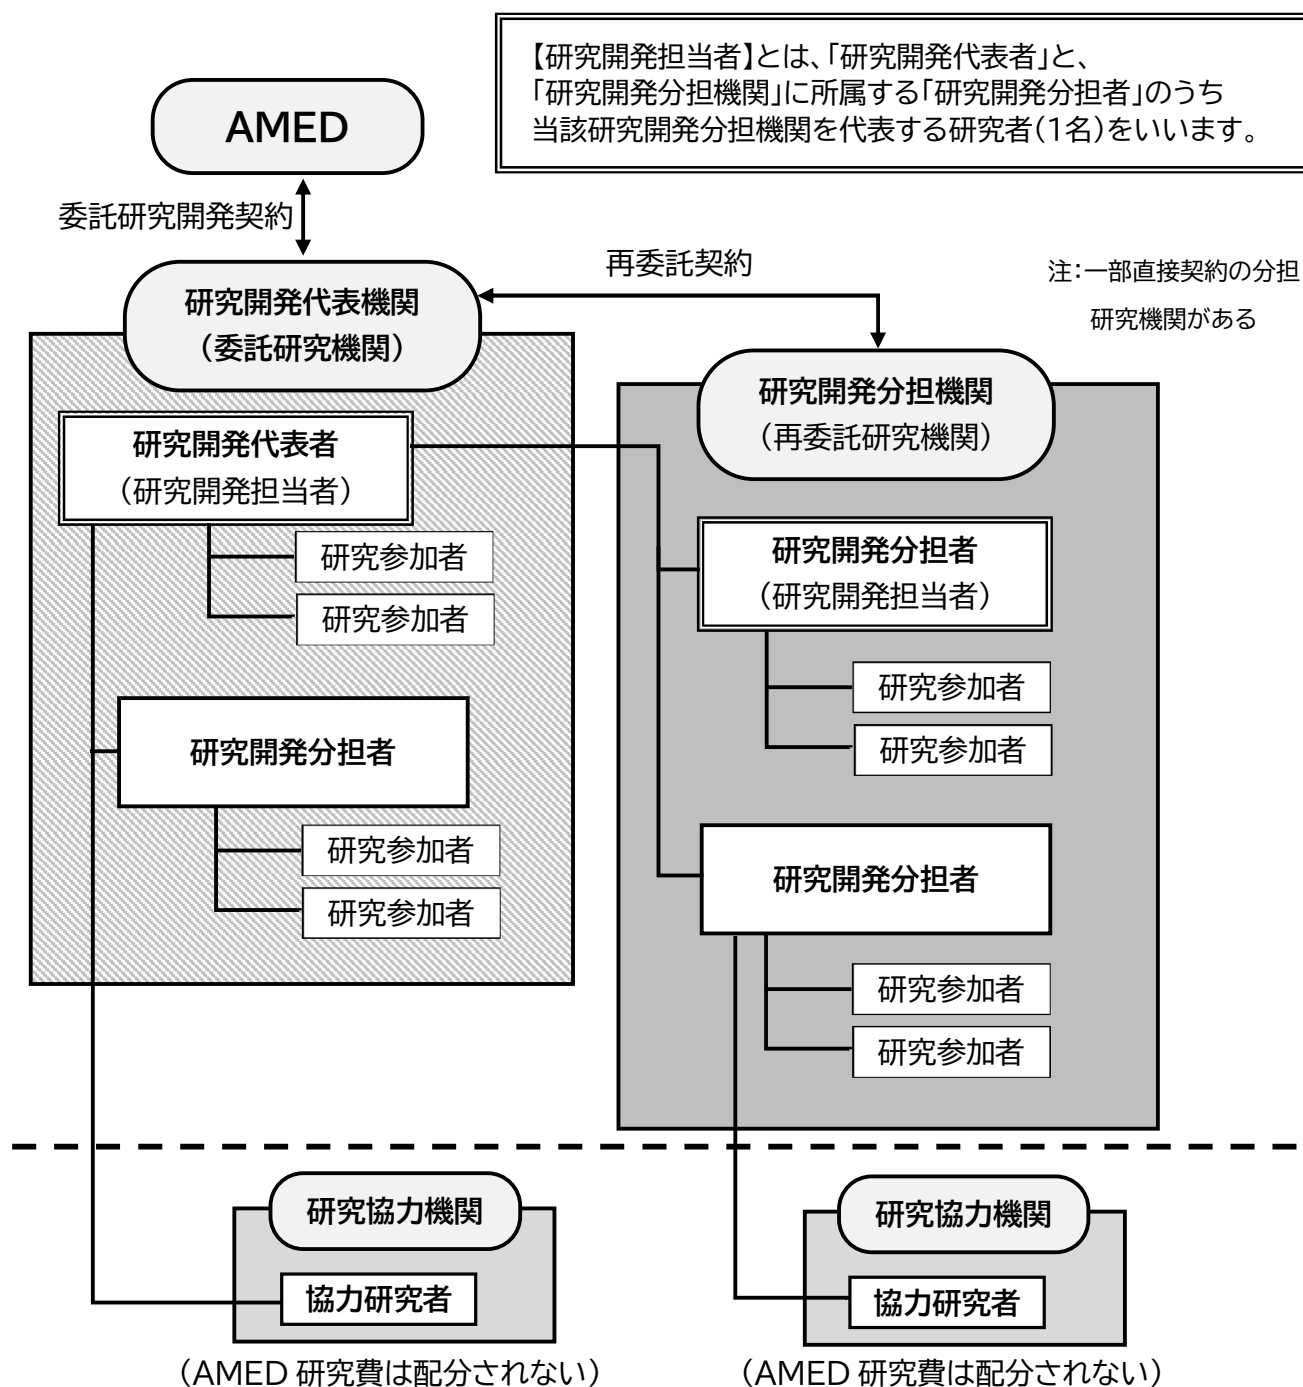 【研究開発担当者】とは、「研究開発代表者」と、
「研究開発分担機関」に所属する「研究開発分担者」のうち
当該研究開発分担機関を代表する研究者(1名)をいいます。
AMED
委託研究開発契約
再委託契約
注:一部直接契約の分担
研究機関がある
研究開発代表機関
(委託研究機関)
研究開発代表者
(研究開発担当者)
研究参加者
研究参加者
研究開発分担者
研究参加者
研究参加者
研究開発分担機関
(再委託研究機関)
研究開発分担者
(研究開発担当者)
研究参加者
研究参加者
研究開発分担者
研究参加者
研究参加者
研究協力機関
協力研究者
(AMED 研究費は配分されない)
研究協力機関
協力研究者
(AMED 研究費は配分されない)